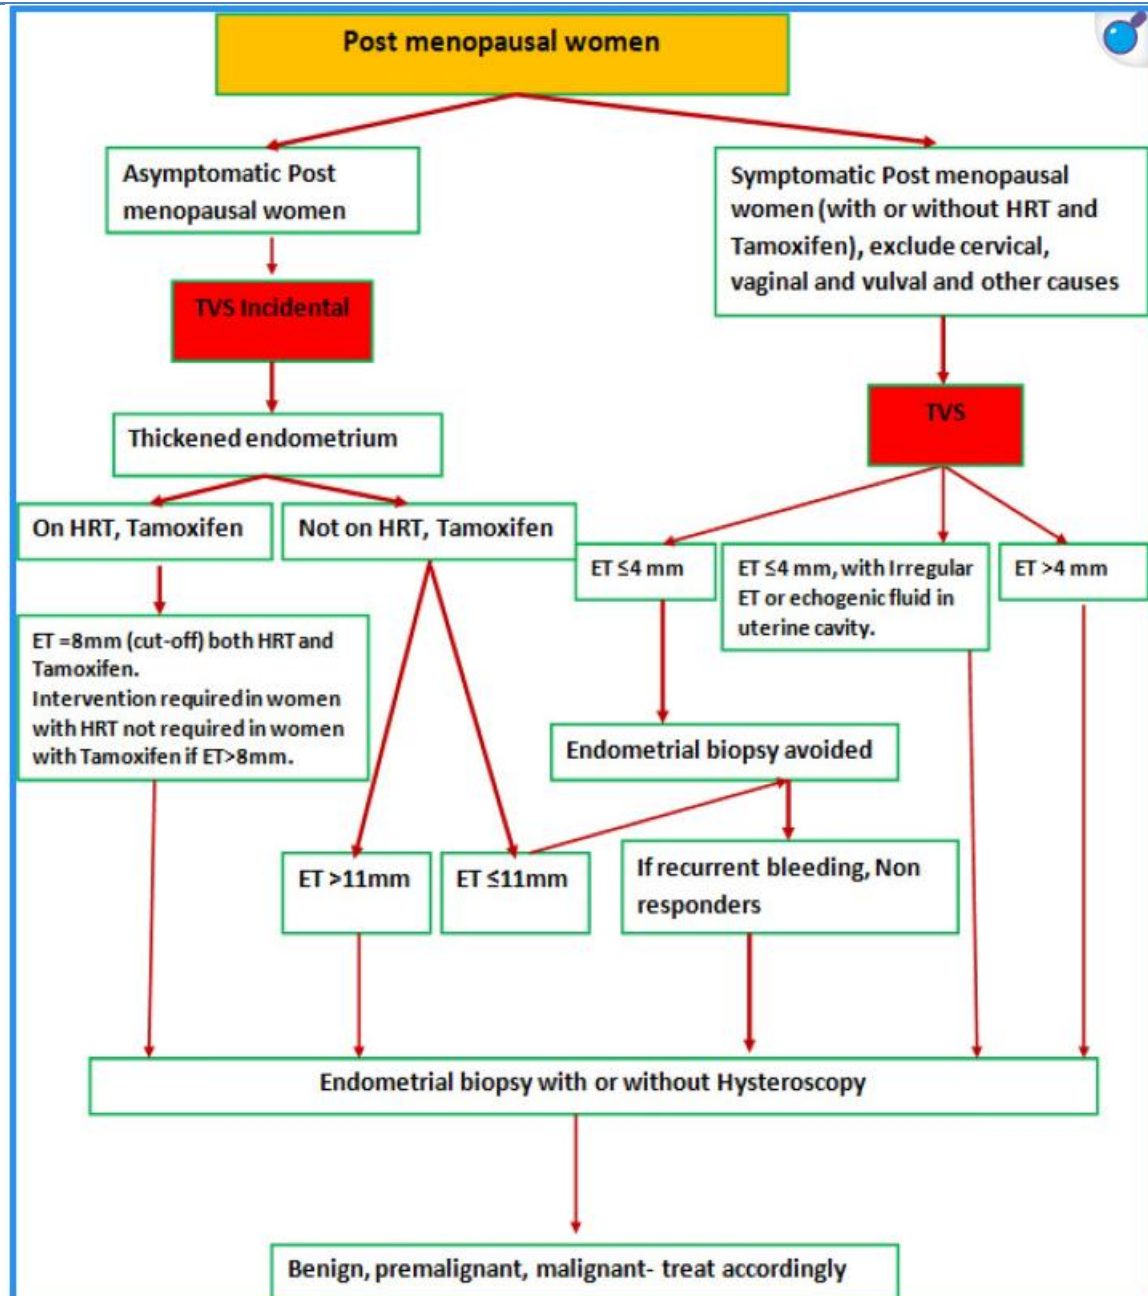 Post menopausal women
Asymptomatic Post
menopausal women
Symptomatic Post menopausal
women (with or without HRT and
Tamoxifen), exclude cervical,
vaginal and vulval and other causes
TVS Incidental
TVS
Thickened endometrium
On HRT, Tamoxifen
Not on HRT, Tamoxifen
ET ≤4 mm
ET ≤4 mm, with Irregular
ET or echogenic fluid in
uterine cavity.
ET >4 mm
ET =8mm (cut-off) both HRT and
Tamoxifen.
Intervention required in women
with HRT not required in women
with Tamoxifen if ET>8mm.
Endometrial biopsy avoided
ET >11mm
ET ≤11mm
If recurrent bleeding, Non
responders
Endometrial biopsy with or without Hysteroscopy
Benign, premalignant, malignant- treat accordingly